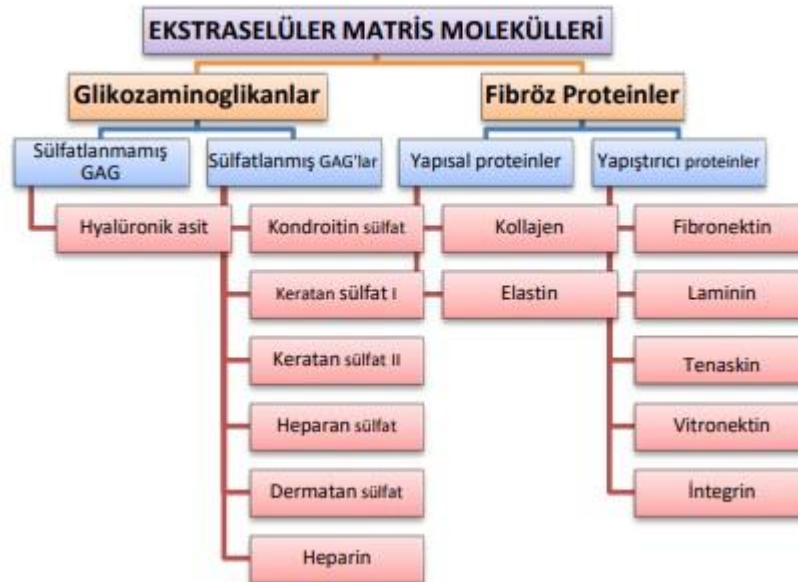 EKSTRASELÜLER MATRİS MOLEKÜLLERİ
Glikozaminoglikanlar
Fibröz Proteinler
Sülfatlanmamış
GAG
Sülfatlanmış GAG'lar
Yapısal proteinler
Yapıştırıcı proteinler
Hyalüronik asit
Kondroitin sülfat
Kollajen
Fibronektin
Keratan sülfat I
Elastin
Laminin
Keratan sülfat II
Tenaskin
Heparan sülfat
Vitronektin
Dermatan sülfat
İntegrin
Heparin